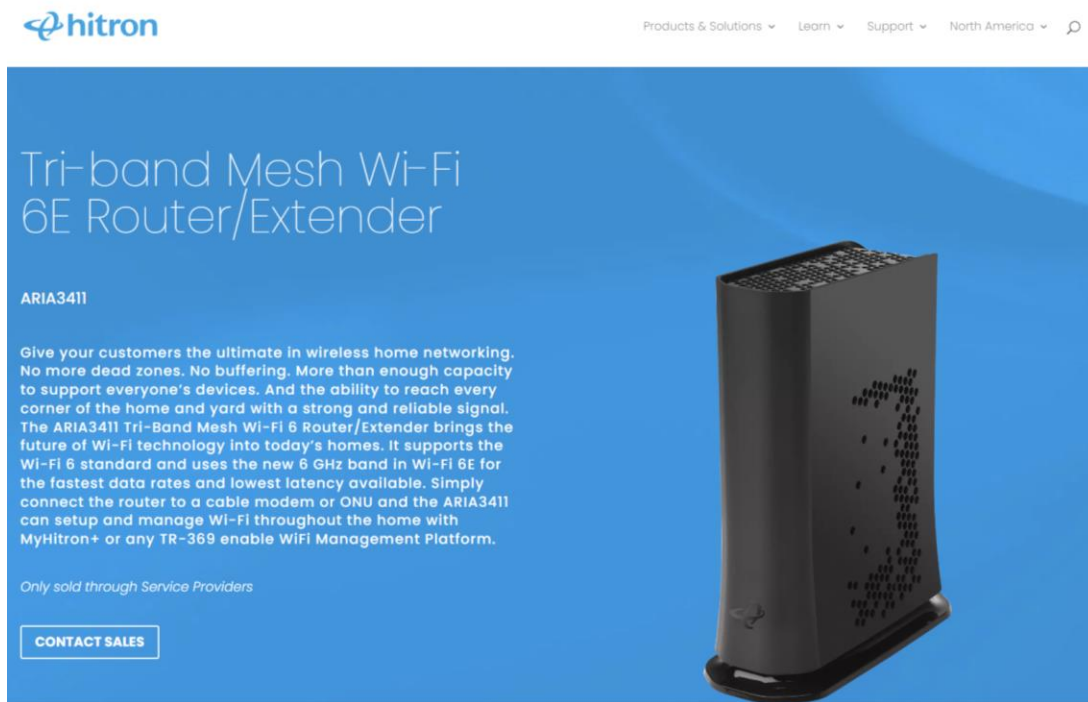 hitron
Products & Solutions
Learn
Support
North America
Tri-band Mesh Wi-Fi
6E Router/Extender
ARIA3411
Give your customers the ultimate in wireless home networking.
No more dead zones. No buffering. More than enough capacity
to support everyone's devices. And the ability to reach every
corner of the home and yard with a strong and reliable signal.
The ARIA3411 Tri-Band Mesh Wi-Fi 6 Router/Extender brings the
future of Wi-Fi technology into today's homes. It supports the
Wi-Fi 6 standard and uses the new 6 GHz band in Wi-Fi 6E for
the fastest data rates and lowest latency available. Simply
connect the router to a cable modem or ONU and the ARIA3411
can setup and manage Wi-Fi throughout the home with
MyHitron+ or any TR-369 enable WiFi Management Platform.
Only sold through Service Providers
CONTACT SALES